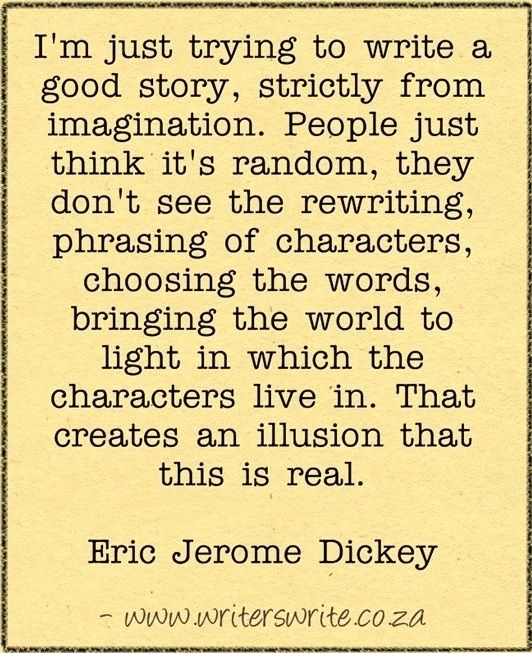 I'm just trying to write a
good story, strictly from
imagination. People just
think it's random, they
don't see the rewriting,
phrasing of characters,
choosing the words,
bringing the world to
light in which the
characters live in. That
creates an illusion that
this is real.
Eric Jerome Dickey
- www.writerswrite.co.za